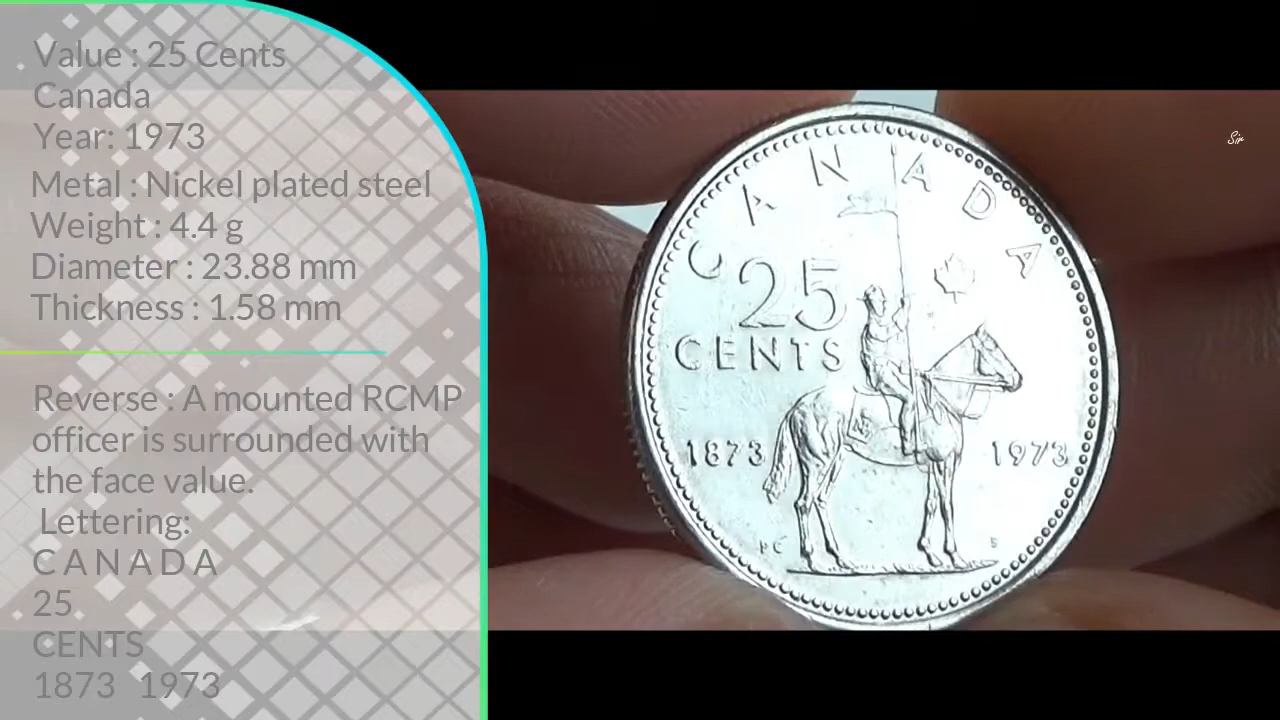 Value : 25 Cents
Canada
Year: 1973
Metal : Nickel plated steel
Weight : 4.4 g
Diameter : 23.88 mm
Thickness : 1.58 mm
Reverse : A mounted RCMP
officer is surrounded with
the face value.
Lettering:
C A N A D A
25
CENTS
1873 1973
CANADA
25
CENTS
1873 1973
PC
Sir